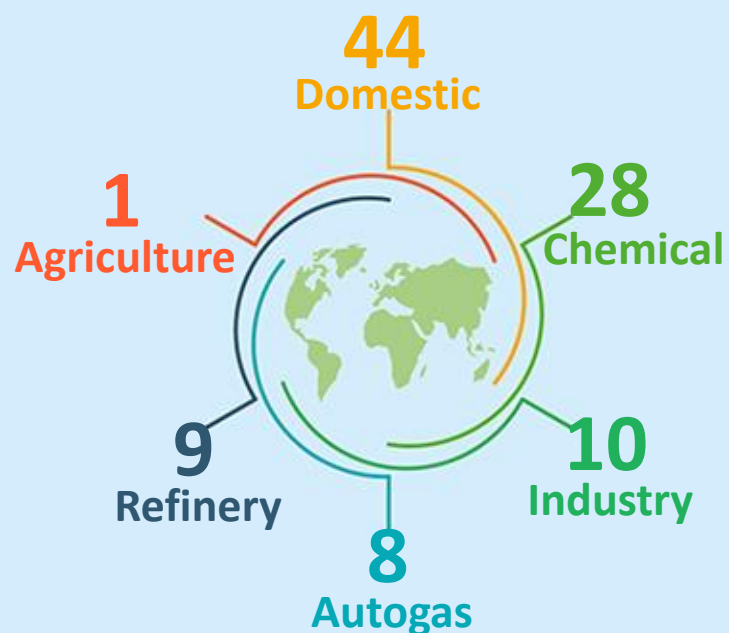 44
Domestic
28
Chemical
10
Industry
8
Autogas
9
Refinery
1
Agriculture